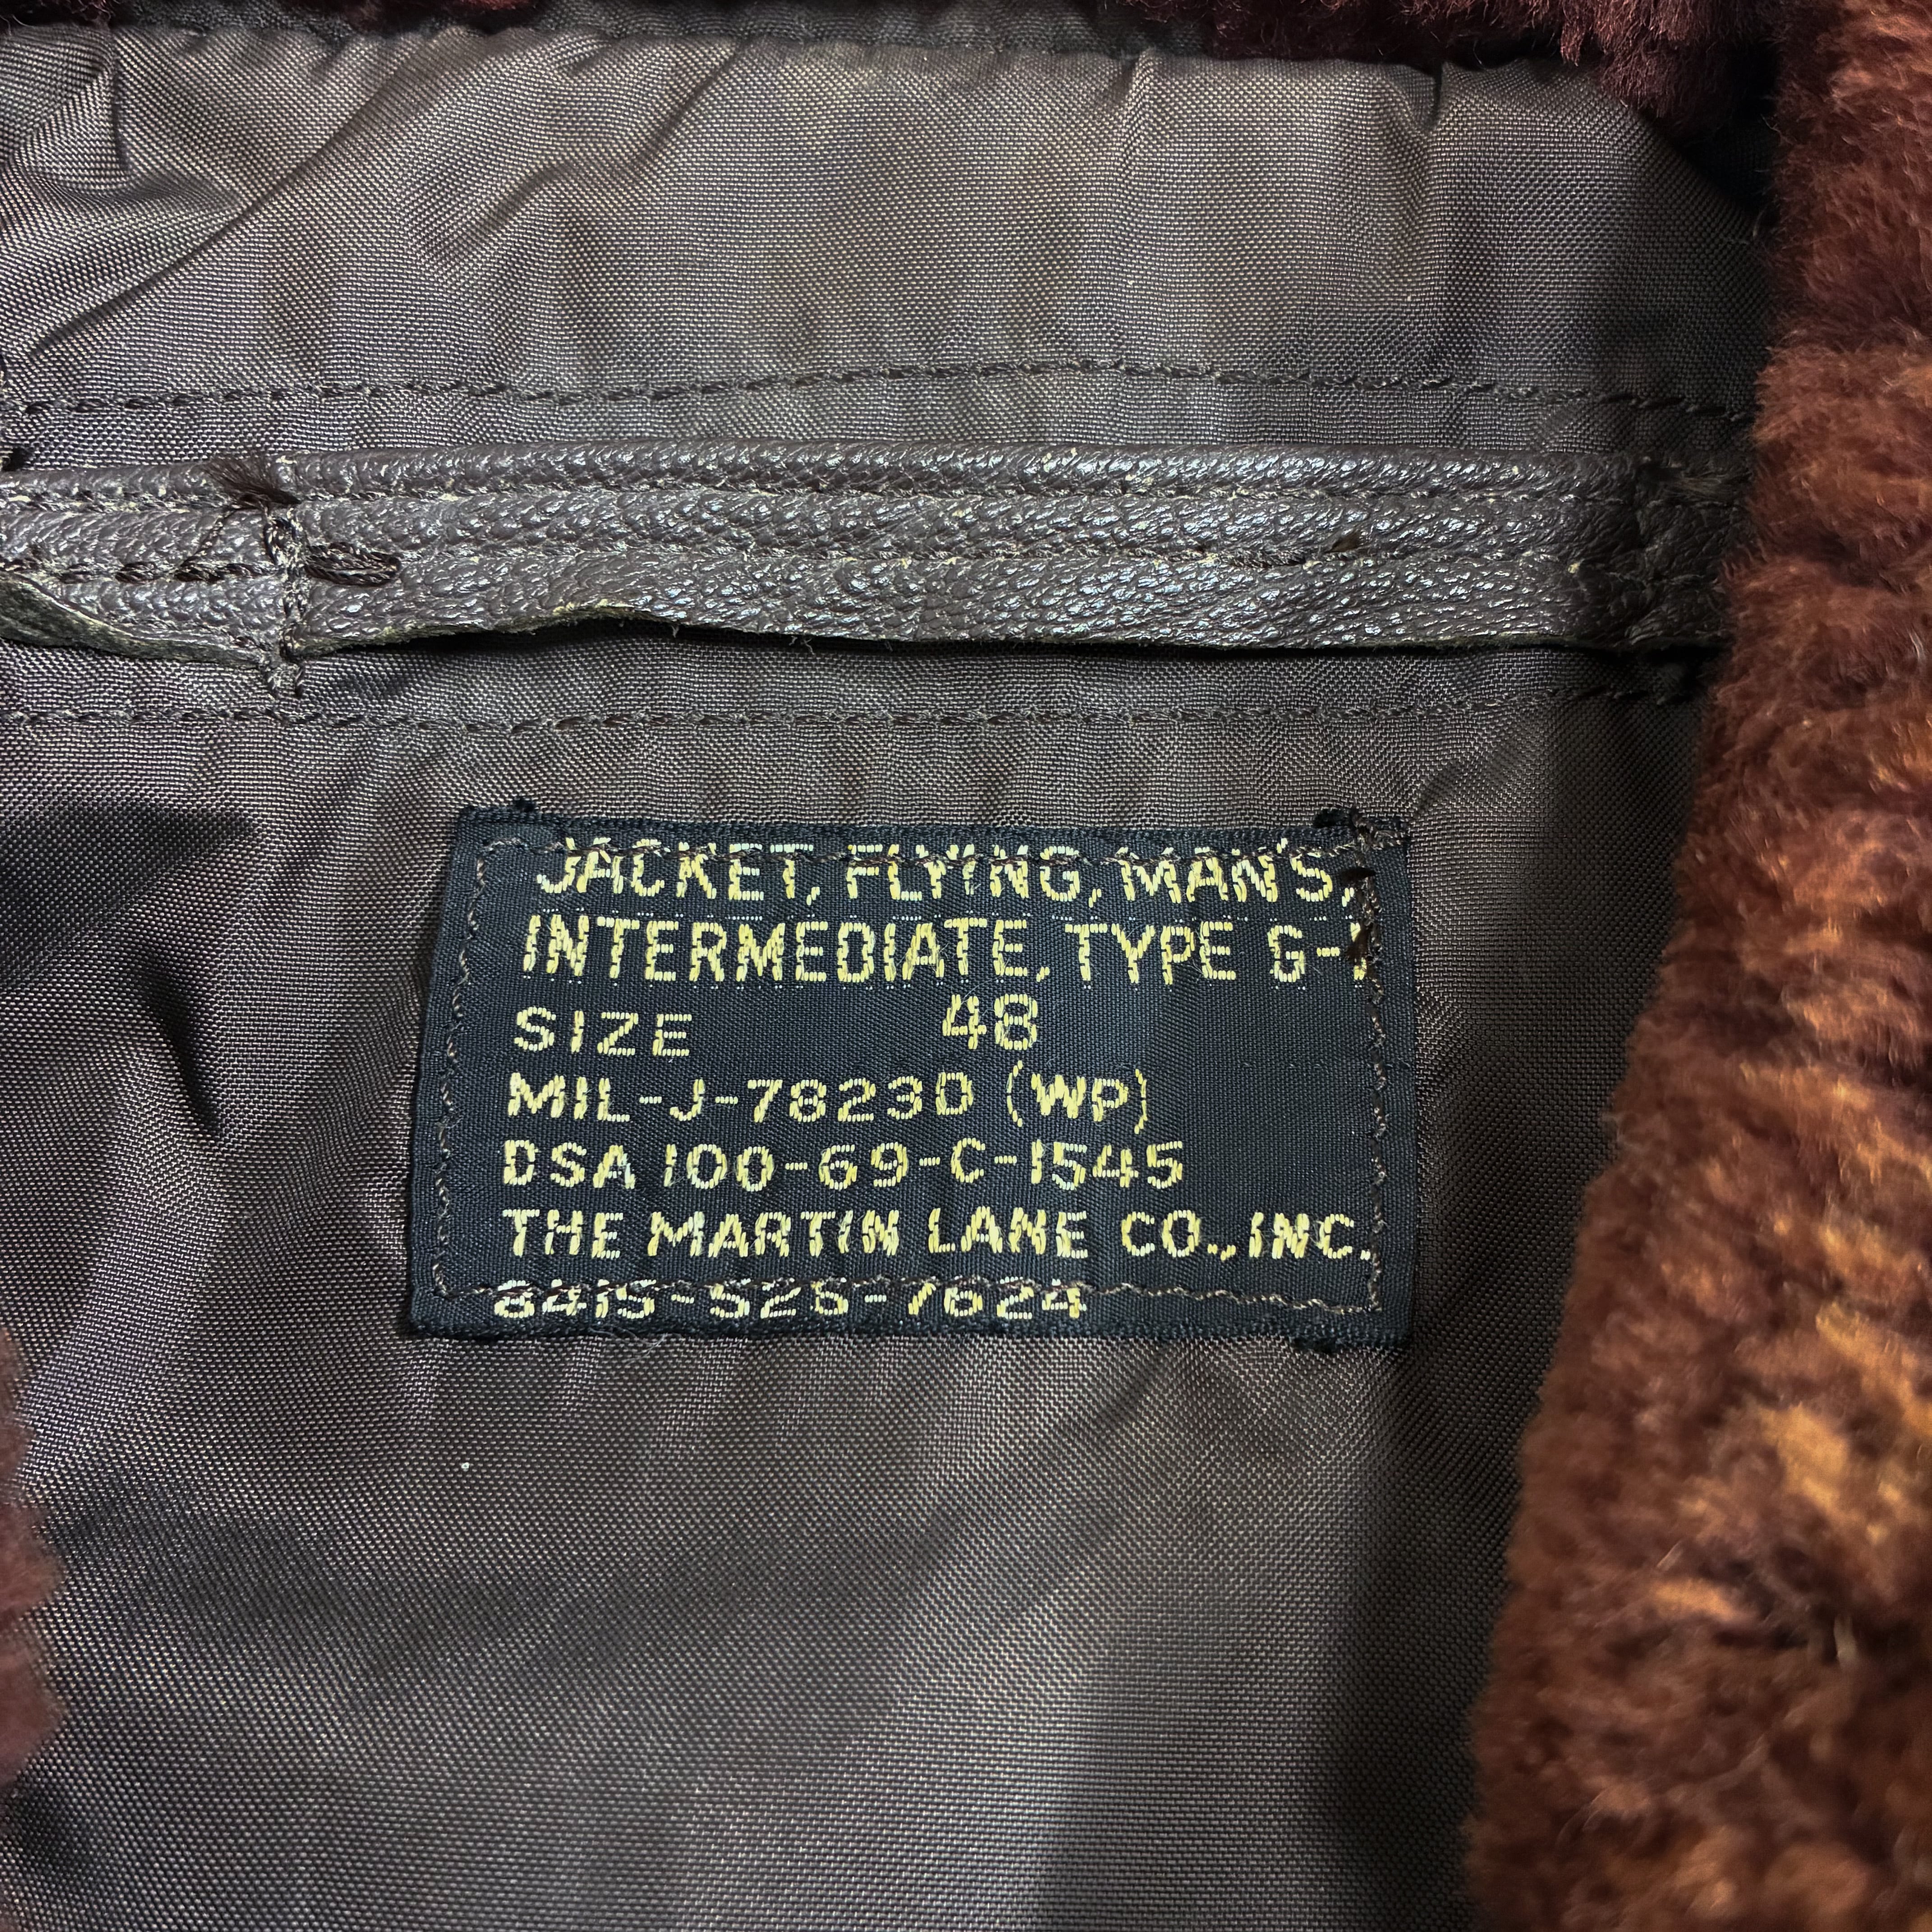 JACKET, FLYING, MAN'S,
INTERMEDIATE, TYPE G-1
SIZE 48
MIL-J-7823D (WP)
DSA 100-69-C-1545
THE MARTIN LANE CO., INC.
8415-526-7624